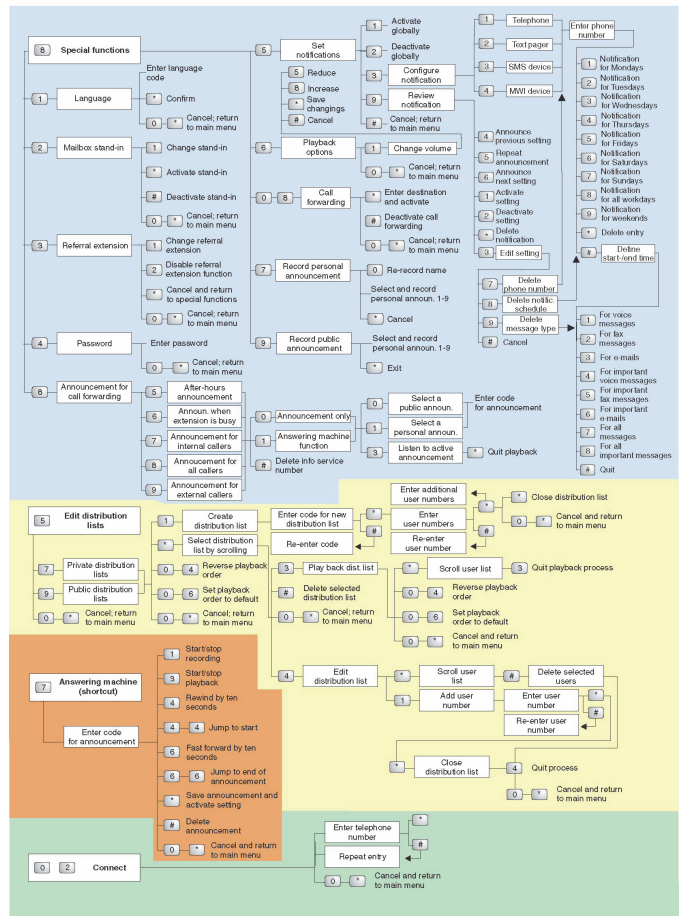 8 Special functions
Enter language
code
1 Language
* Confirm
0 * Cancel; return
to main menu
2 Mailbox stand-in
1 Change stand-in
* Activate stand-in
# Deactivate stand-in
0 * Cancel; return
to main menu
3 Referral extension
1 Change referral
extension
2 Disable referral
extension function
* Cancel and return
to special functions
0 * Cancel; return
to main menu
4 Password
Enter password
0 * Cancel; return
to main menu
8 Announcement for
call forwarding
5 After-hours
announcement
6 Announ. when
extension is busy
7 Announcement for
internal callers
8 Anoucement for
all callers
9 Announcement for
external callers
0 Announcement only
1 Answering machine
function
# Delete info service
number
0 Select a
public announ.
1 Select a
personal announ.
3 Listen to active
announcement
Enter code
for announcement
* Quit playback
5 Set
notifications
5 Reduce
8 Increase
* Save
changings
# Cancel
1 Activate
globally
2 Deactivate
globally
3 Configure
notification
9 Review
notification
# Cancel; return
to main menu
6 Playback
options
1 Change volume
0 * Cancel; return
to main menu
0 8 Call
forwarding
* Enter destination
and activate
# Deactivate call
forwarding
0 * Cancel; return
to main menu
7 Record personal
announcement
0 Re-record name
Select and record
personal announ. 1-9
* Cancel
9 Record public
announcement
Select and record
personal announ. 1-9
* Exit
1 Telephone
2 Text pager
3 SMS device
4 MWI device
4 Announce
previous setting
5 Repeat
announcement
6 Announce
next setting
1 Activate
setting
2 Deactivate
setting
* Delete
notification
3 Edit setting
7 Delete
phone number
8 Delete notific.
schedule
9 Delete
message type
# Cancel
Enter phone
number
1 Notification
for Mondays
2 Notification
for Tuesdays
3 Notification
for Wednesdays
4 Notification
for Thursdays
5 Notification
for Fridays
6 Notification
for Saturdays
7 Notification
for Sundays
8 Notification
for all workdays
9 Notification
for weekends
* Delete entry
# Define
start-/end time
1 For voice
messages
2 For fax
messages
3 For e-mails
4 For important
voice messages
5 For important
fax messages
6 For important
e-mails
7 For all
messages
8 For all
important messages
# Quit
5 Edit distribution
lists
7 Private distribution
lists
9 Public distribution
lists
0 * Cancel; return
to main menu
1 Create
distribution list
* Select distribution
list by scrolling
0 4 Reverse playback
order
0 6 Set playback
order to default
0 * Cancel; return
to main menu
Enter code for new
distribution list
*
#
Re-enter code
Enter additional
user numbers
Enter
user numbers
*
#
Re-enter
user number
* Close distribution list
0 * Cancel and return
to main menu
3 Play back dist. list
# Delete selected
distribution list
0 * Cancel; return
to main menu
* Scroll user list
3 Quit playback process
0 4 Reverse playback
order
0 6 Set playback
order to default
0 * Cancel and return
to main menu
4 Edit
distribution list
* Scroll user
list
# Delete selected
users
1 Add user
number
Enter user
number
*
#
Re-enter user
number
* Close
distribution list
4 Quit process
0 * Cancel and return
to main menu
7 Answering machine
(shortcut)
Enter code
for announcement
1 Start/stop
recording
3 Start/stop
playback
4 Rewind by ten
seconds
4 4 Jump to start
6 Fast forward by ten
seconds
6 6 Jump to end of
announcement
* Save announcement and
activate setting
# Delete
announcement
0 * Cancel and return
to main menu
0 2 Connect
Enter telephone
number
*
#
Repeat entry
0 * Cancel and return
to main menu